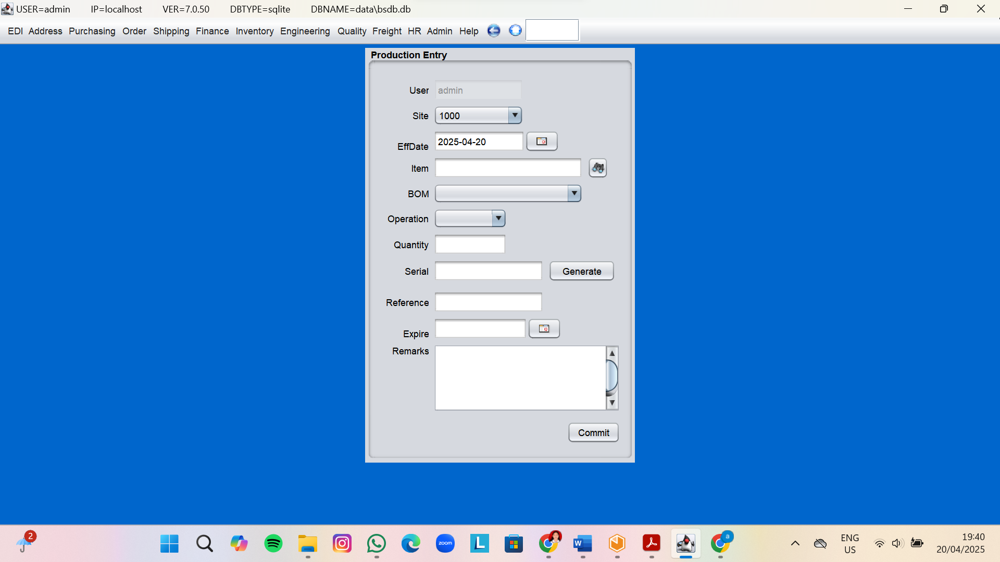 USER=admin IP=localhost VER=7.0.50 DBTYPE=sqlite DBNAME=data\bsdb.db
EDI Address Purchasing Order Shipping Finance Inventory Engineering Quality Freight HR Admin Help
Production Entry
User admin
Site 1000
EffDate 2025-04-20
Item
BOM
Operation
Quantity
Serial Generate
Reference
Expire
Remarks
Commit
2
zoom
L
W
a
ENG
US
19:40
20/04/2025